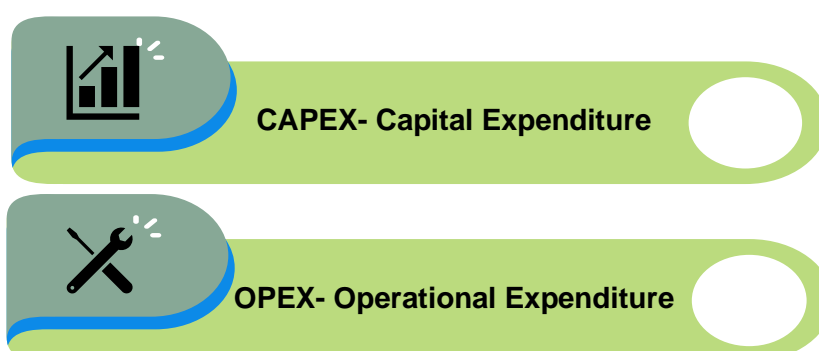 CAPEX- Capital Expenditure
OPEX- Operational Expenditure